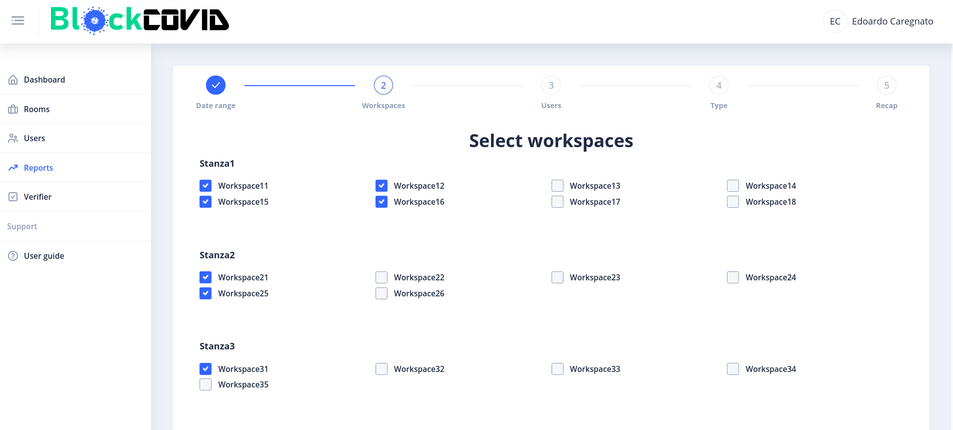 BlockCOVID
EC Edoardo Caregnato
Dashboard
Rooms
Users
Reports
Verifier
Support
User guide
2 3 4 5
Date range Workspaces Users Type Recap
Select workspaces
Stanza1
Workspace11 Workspace12 Workspace13 Workspace14
Workspace15 Workspace16 Workspace17 Workspace18
Stanza2
Workspace21 Workspace22 Workspace23 Workspace24
Workspace25 Workspace26
Stanza3
Workspace31 Workspace32 Workspace33 Workspace34
Workspace35